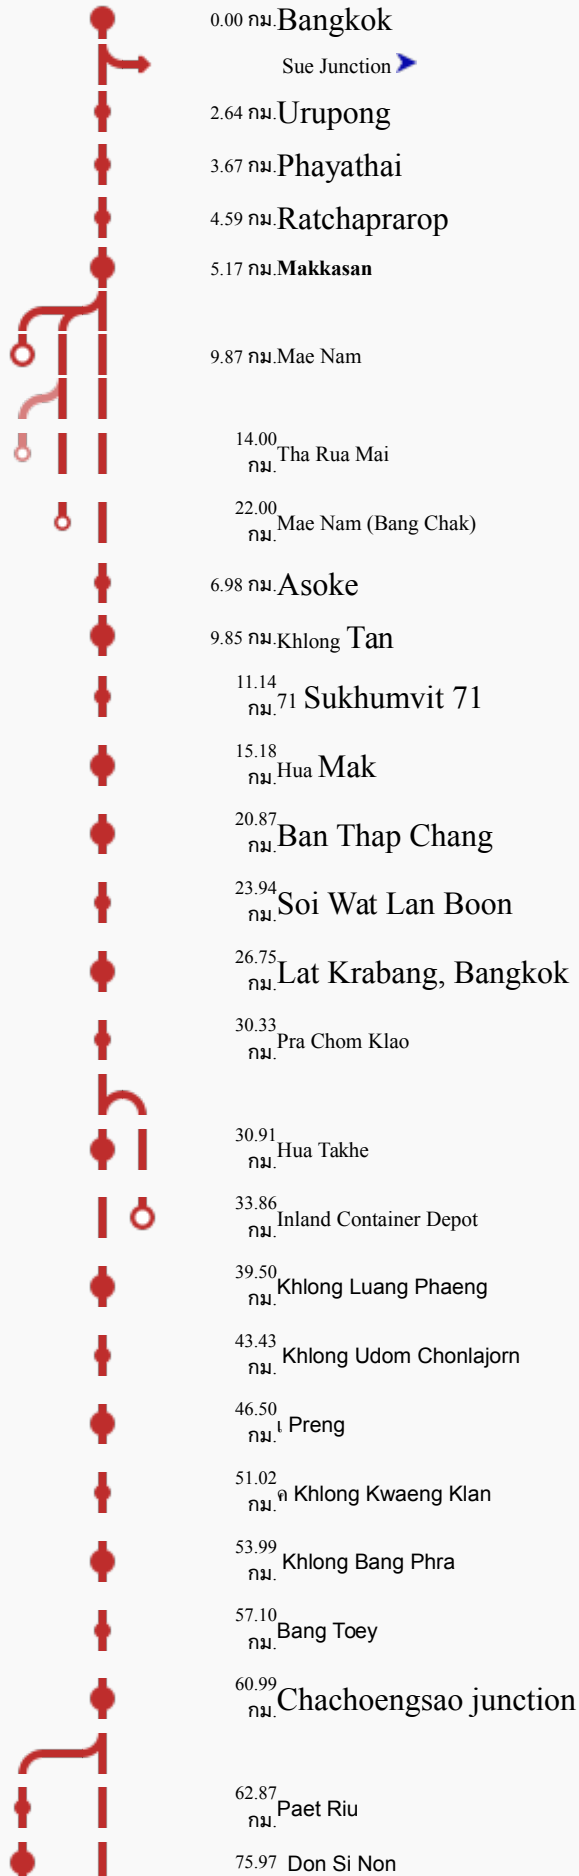 0.00 กม. Bangkok
Sue Junction
2.64 กม. Urupong
3.67 กม. Phayathai
4.59 กม. Ratchaprarop
5.17 กม. Makkasan
9.87 กม. Mae Nam
14.00 กม. Tha Rua Mai
22.00 กม. Mae Nam (Bang Chak)
6.98 กม. Asoke
9.85 กม. Khlong Tan
11.14 กม. 71 Sukhumvit 71
15.18 กม. Hua Mak
20.87 กม. Ban Thap Chang
23.94 กม. Soi Wat Lan Boon
26.75 กม. Lat Krabang, Bangkok
30.33 กม. Pra Chom Klao
30.91 กม. Hua Takhe
33.86 กม. Inland Container Depot
39.50 กม. Khlong Luang Phaeng
43.43 กม. Khlong Udom Chonlajorn
46.50 กม. เ Preng
51.02 กม. ค Khlong Kwaeng Klan
53.99 กม. Khlong Bang Phra
57.10 กม. Bang Toey
60.99 กม. Chachoengsao junction
62.87 กม. Paet Riu
75.97 Don Si Non